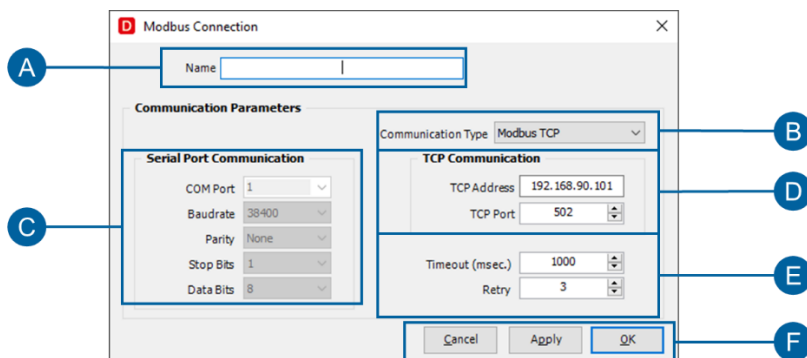 D Modbus Connection
A
Name
Communication Parameters
Communication Type Modbus TCP
B
Serial Port Communication
COM Port 1
Baudrate 38400
Parity None
Stop Bits 1
Data Bits 8
C
TCP Communication
TCP Address 192.168.90.101
TCP Port 502
D
Timeout (msec.) 1000
Retry 3
E
Cancel Apply OK
F